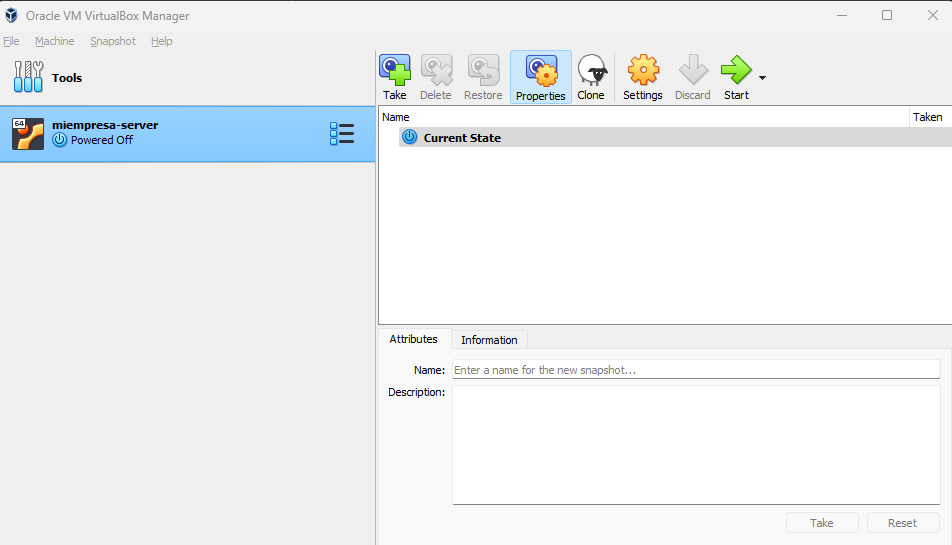 Oracle VM VirtualBox Manager
File Machine Snapshot Help
Tools
64
miempresa-server
Powered Off
Take Delete Restore Properties Clone Settings Discard Start
Name Taken
Current State
Attributes Information
Name: Enter a name for the new snapshot...
Description:
Take Reset